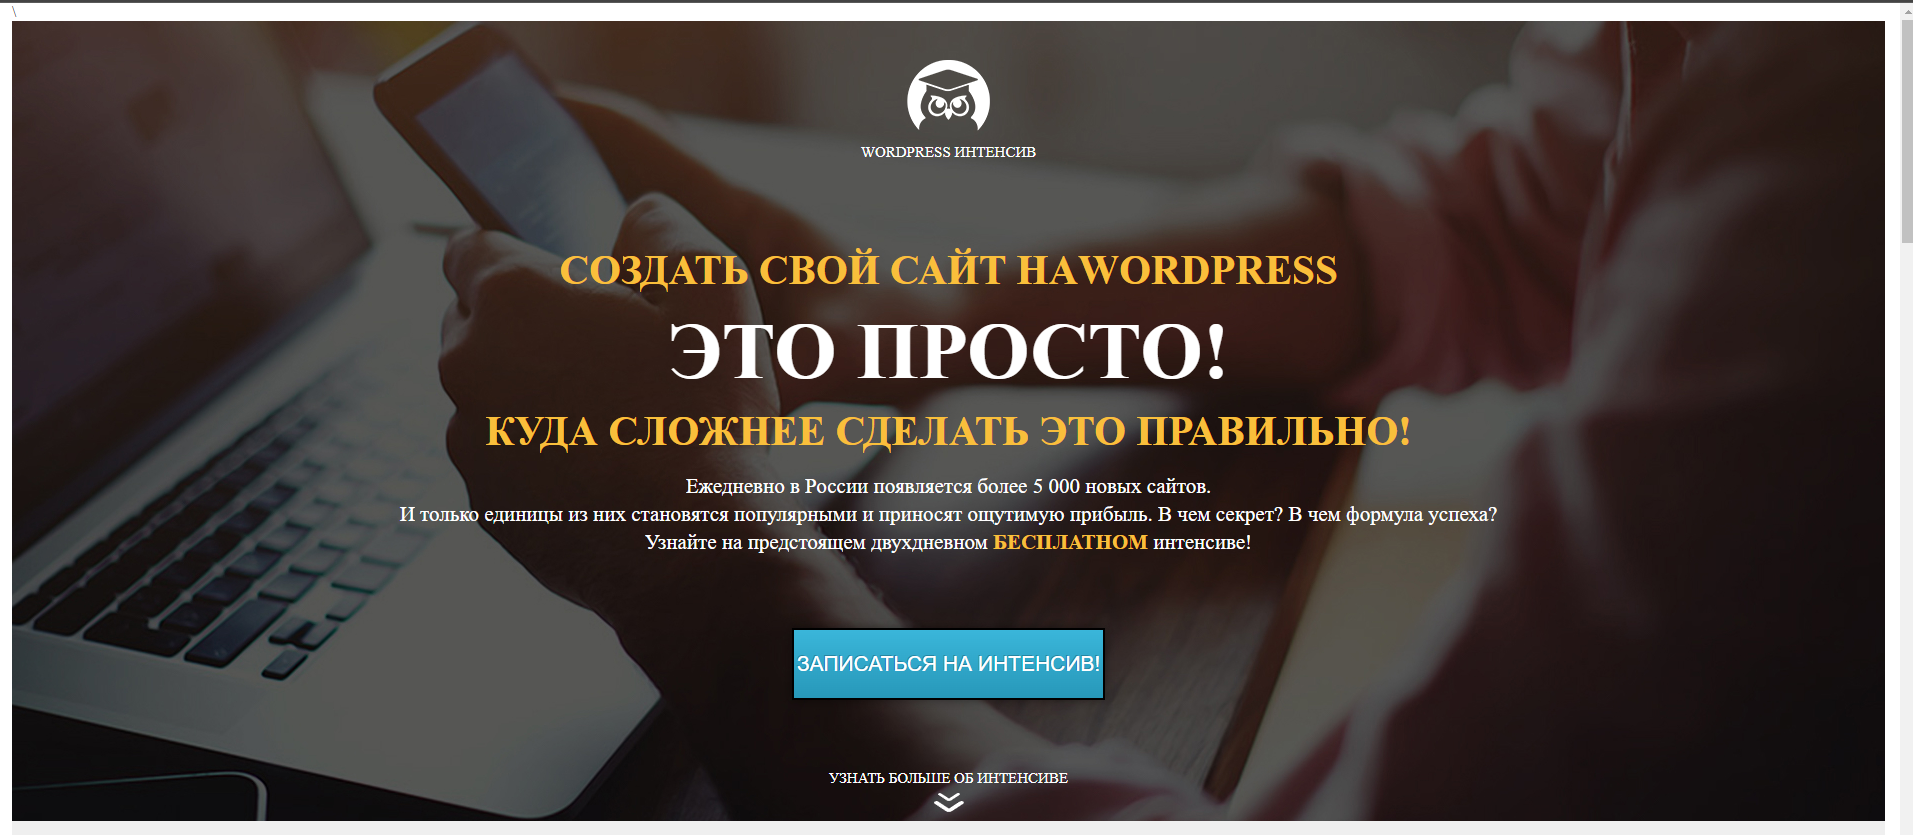 \
WORDPRESS ИНТЕНСИВ
СОЗДАТЬ СВОЙ САЙТ НАWORDPRESS
ЭТО ПРОСТО!
КУДА СЛОЖНЕЕ СДЕЛАТЬ ЭТО ПРАВИЛЬНО!
Ежедневно в России появляется более 5 000 новых сайтов.
И только единицы из них становятся популярными и приносят ощутимую прибыль. В чем секрет? В чем формула успеха?
Узнайте на предстоящем двухдневном БЕСПЛАТНОМ интенсиве!
ЗАПИСАТЬСЯ НА ИНТЕНСИВ!
УЗНАТЬ БОЛЬШЕ ОБ ИНТЕНСИВЕ